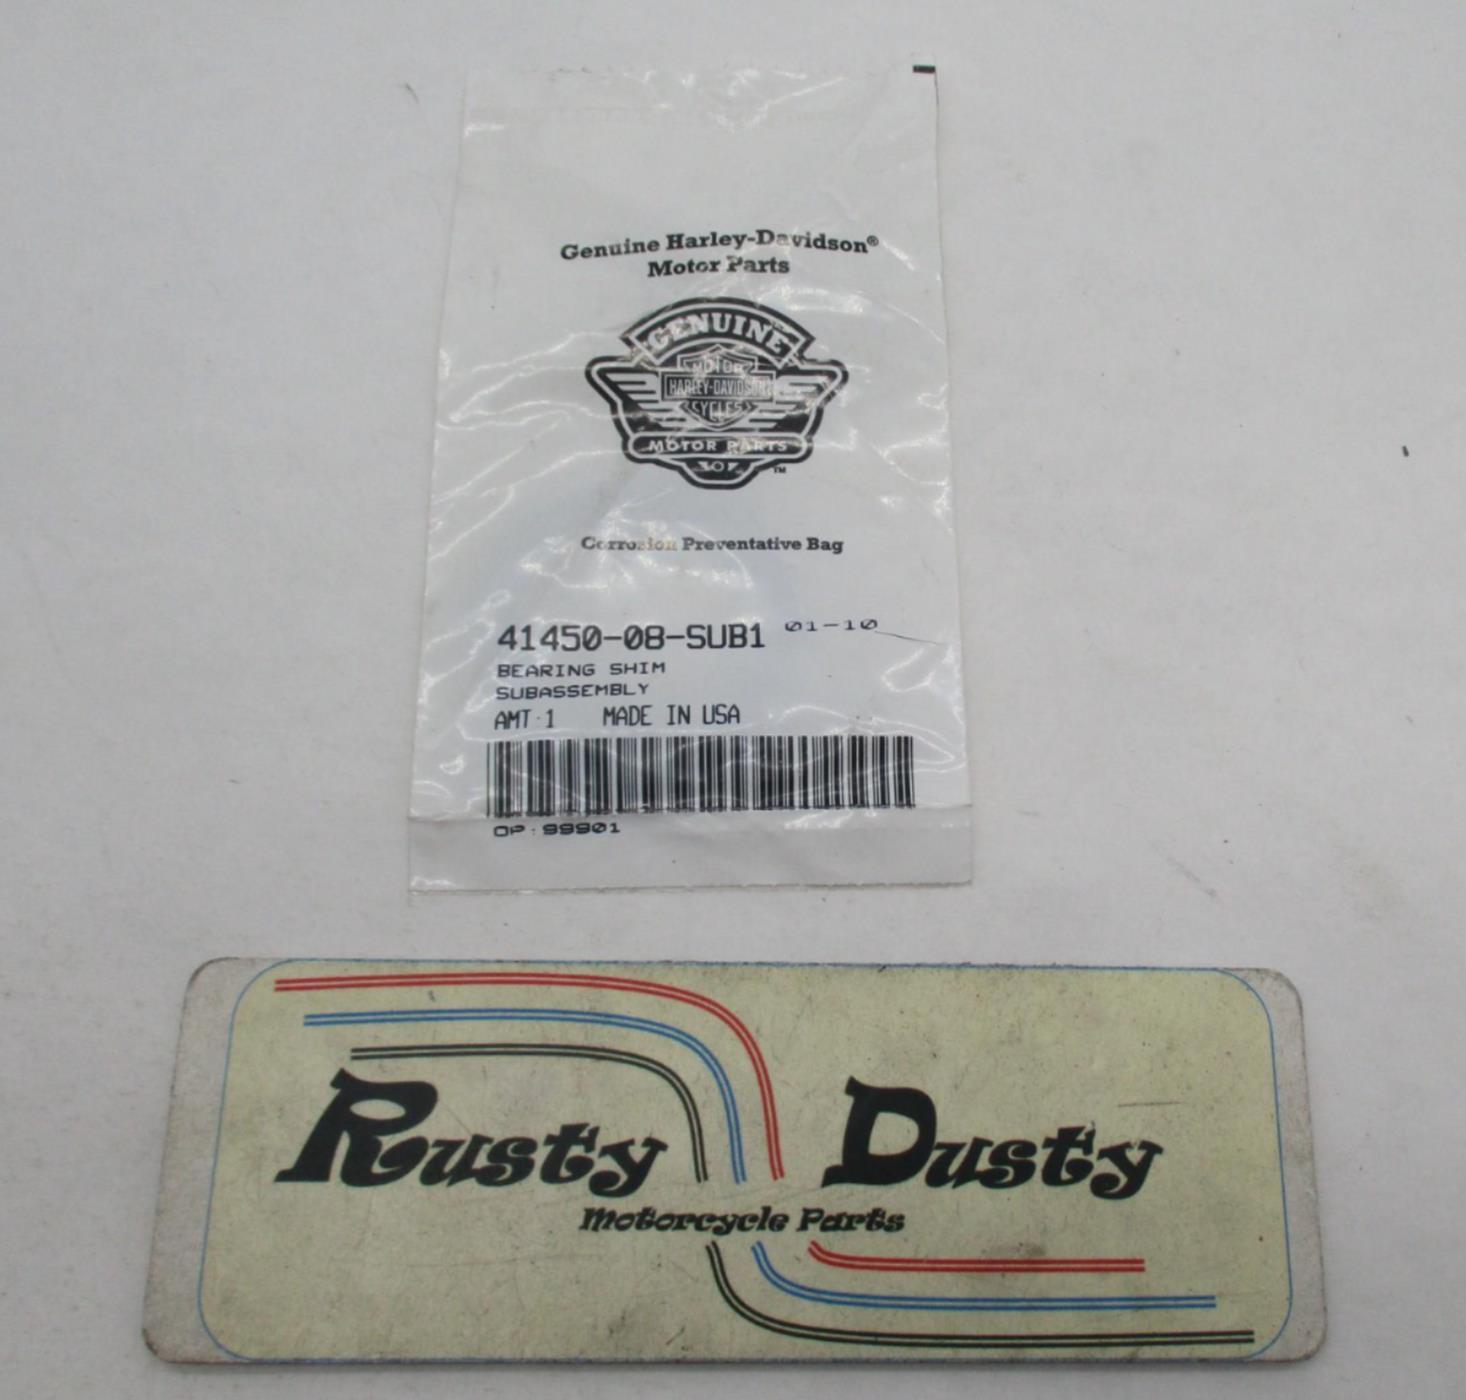 Genuine Harley-Davidson®
Motor Parts
GENUINE
MOTOR
HARLEY-DAVIDSON
CYCLES
MOTOR PARTS
TM
Corrosion Preventative Bag
41450-08-SUB1 01-10
BEARING SHIM
SUBASSEMBLY
AMT:1 MADE IN USA
OP:99901
Rusty Dusty
Motorcycle Parts